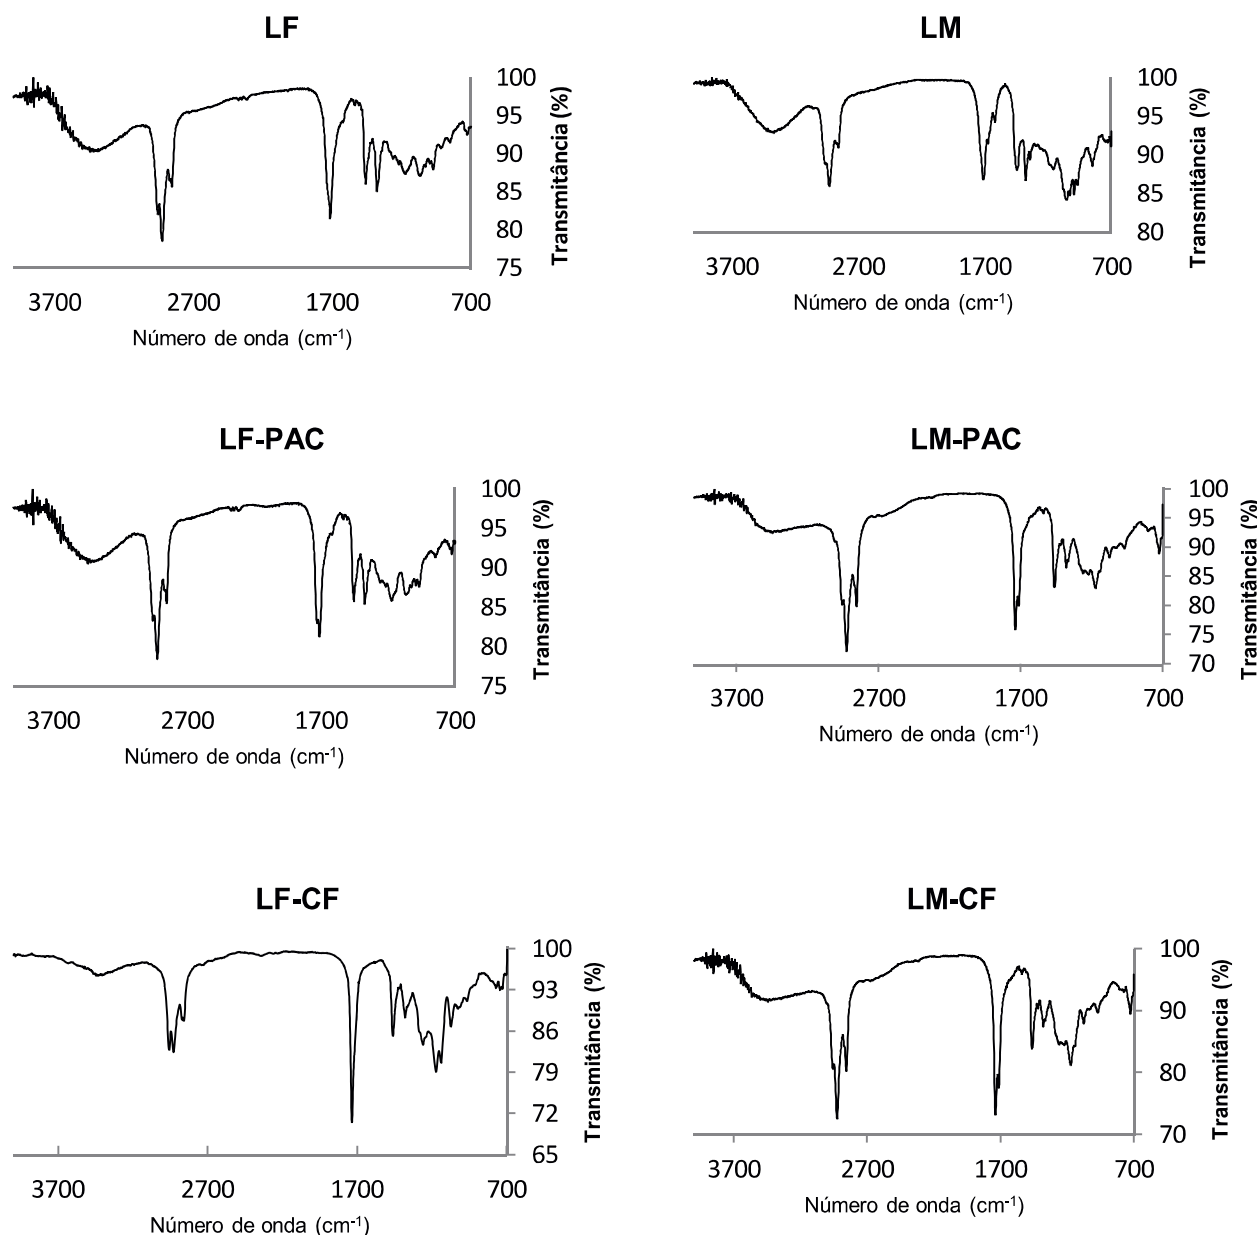 LF
100
95
90
85
80
75
Transmitância (%)
3700 2700 1700 700
Número de onda (cm-1)
LM
100
95
90
85
80
Transmitância (%)
3700 2700 1700 700
Número de onda (cm-1)
LF-PAC
100
95
90
85
80
75
Transmitância (%)
3700 2700 1700 700
Número de onda (cm-1)
LM-PAC
100
95
90
85
80
75
70
Transmitância (%)
3700 2700 1700 700
Número de onda (cm-1)
LF-CF
100
93
86
79
72
65
Transmitância (%)
3700 2700 1700 700
Número de onda (cm-1)
LM-CF
100
90
80
70
Transmitância (%)
3700 2700 1700 700
Número de onda (cm-1)